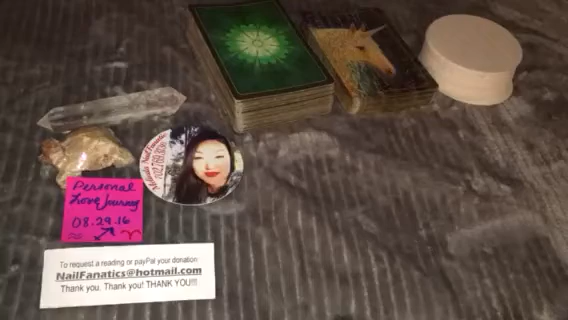 Personal
Love Journey
08.29.16
To request a reading or payPal your donation
NailFanatics@hotmail.com
Thank you. Thank you! THANK YOU!!!